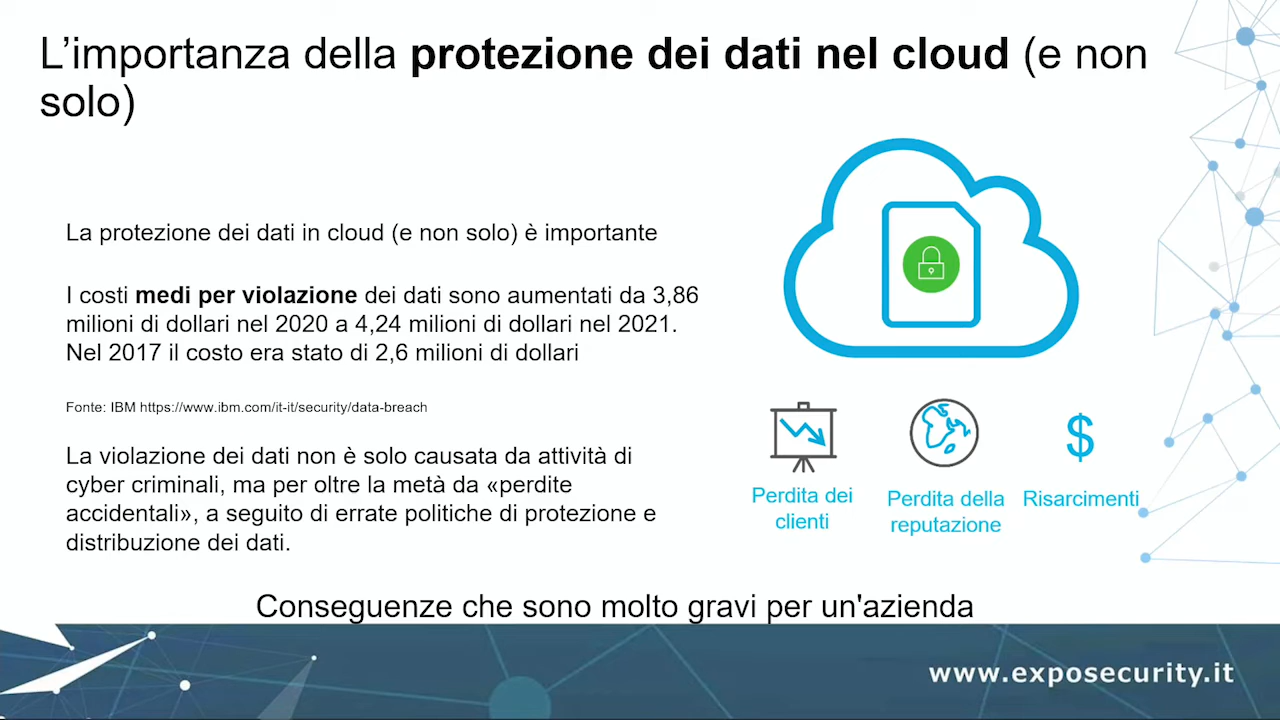 L'importanza della protezione dei dati nel cloud (e non
solo)
La protezione dei dati in cloud (e non solo) è importante
I costi medi per violazione dei dati sono aumentati da 3,86
milioni di dollari nel 2020 a 4,24 milioni di dollari nel 2021.
Nel 2017 il costo era stato di 2,6 milioni di dollari
Fonte: IBM https://www.ibm.com/it-it/security/data-breach
La violazione dei dati non è solo causata da attività di
cyber criminali, ma per oltre la metà da «perdite
accidentali», a seguito di errate politiche di protezione e
distribuzione dei dati.
$
Perdita dei
clienti
Perdita della
reputazione
Risarcimenti
Conseguenze che sono molto gravi per un'azienda
www.exposecurity.it